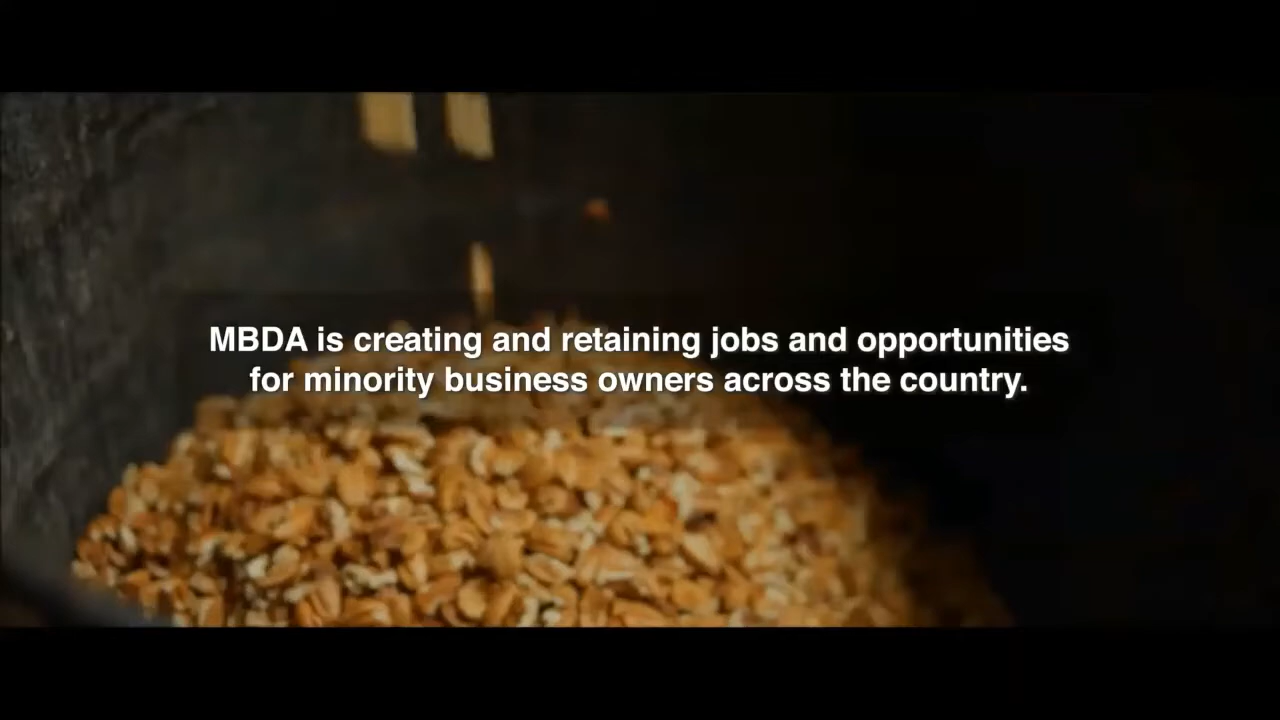 MBDA is creating and retaining jobs and opportunities
for minority business owners across the country.